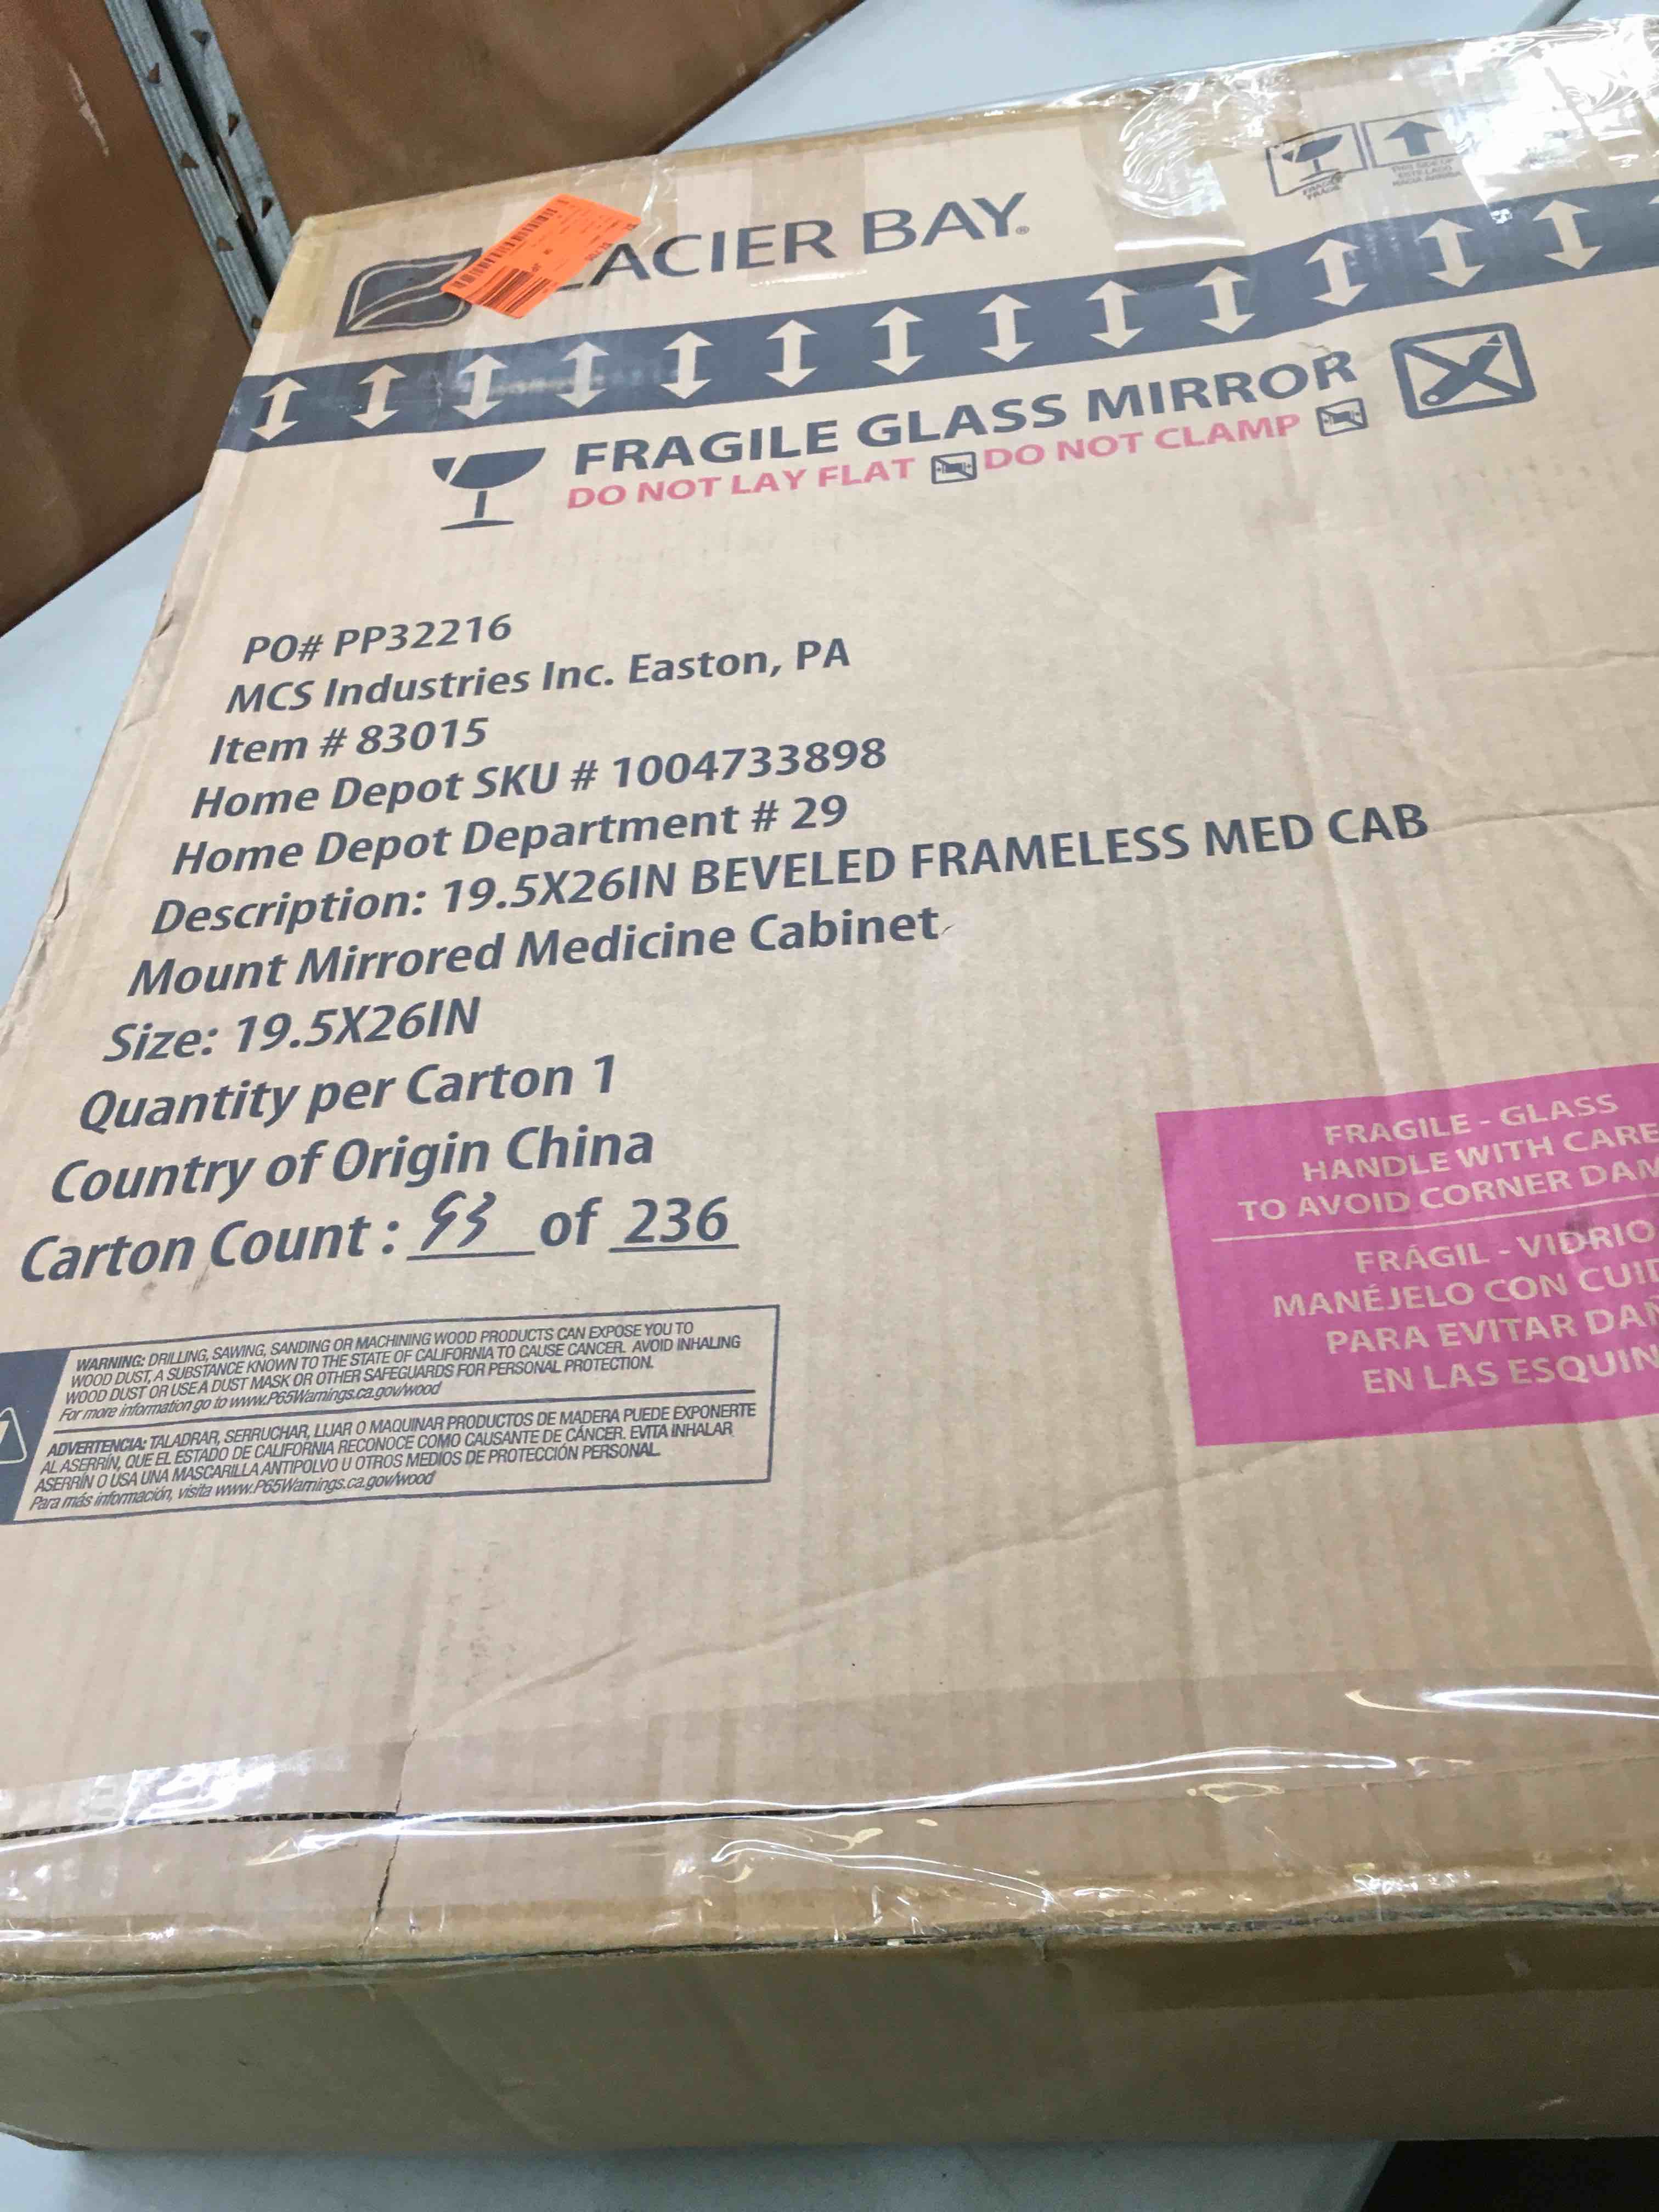 GLACIER BAY®
FRAGILE GLASS MIRROR
DO NOT LAY FLAT DO NOT CLAMP
PO# PP32216
MCS Industries Inc. Easton, PA
Item # 83015
Home Depot SKU # 1004733898
Home Depot Department # 29
Description: 19.5X26IN BEVELED FRAMELESS MED CAB
Mount Mirrored Medicine Cabinet
Size: 19.5X26IN
Quantity per Carton 1
Country of Origin China
Carton Count : of 236
FRAGILE - GLASS
HANDLE WITH CARE
TO AVOID CORNER DAM
FRÁGIL - VIDRIO
MANÉJELO CON CUID
PARA EVITAR DAÑ
EN LAS ESQUIN
WARNING: DRILLING, SAWING, SANDING OR MACHINING WOOD PRODUCTS CAN EXPOSE YOU TO
WOOD DUST, A SUBSTANCE KNOWN TO THE STATE OF CALIFORNIA TO CAUSE CANCER. AVOID INHALING
WOOD DUST OR USE A DUST MASK OR OTHER SAFEGUARDS FOR PERSONAL PROTECTION.
For more information go to www.P65Warnings.ca.gov/wood
ADVERTENCIA: TALADRAR, SERRUCHAR, LIJAR O MAQUINAR PRODUCTOS DE MADERA PUEDE EXPONERTE
AL ASERRÍN, QUE EL ESTADO DE CALIFORNIA RECONOCE COMO CAUSANTE DE CÁNCER. EVITA INHALAR
ASERRÍN O USA UNA MASCARILLA ANTIPOLVO U OTROS MEDIOS DE PROTECCIÓN PERSONAL.
Para más información, visita www.P65Warnings.ca.gov/wood